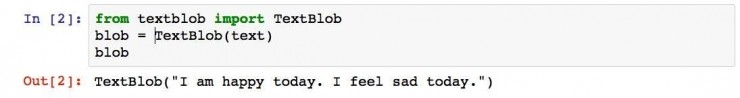 In [2]: from textblob import TextBlob
blob = TextBlob(text)
blob
Out[2]: TextBlob("I am happy today. I feel sad today.")